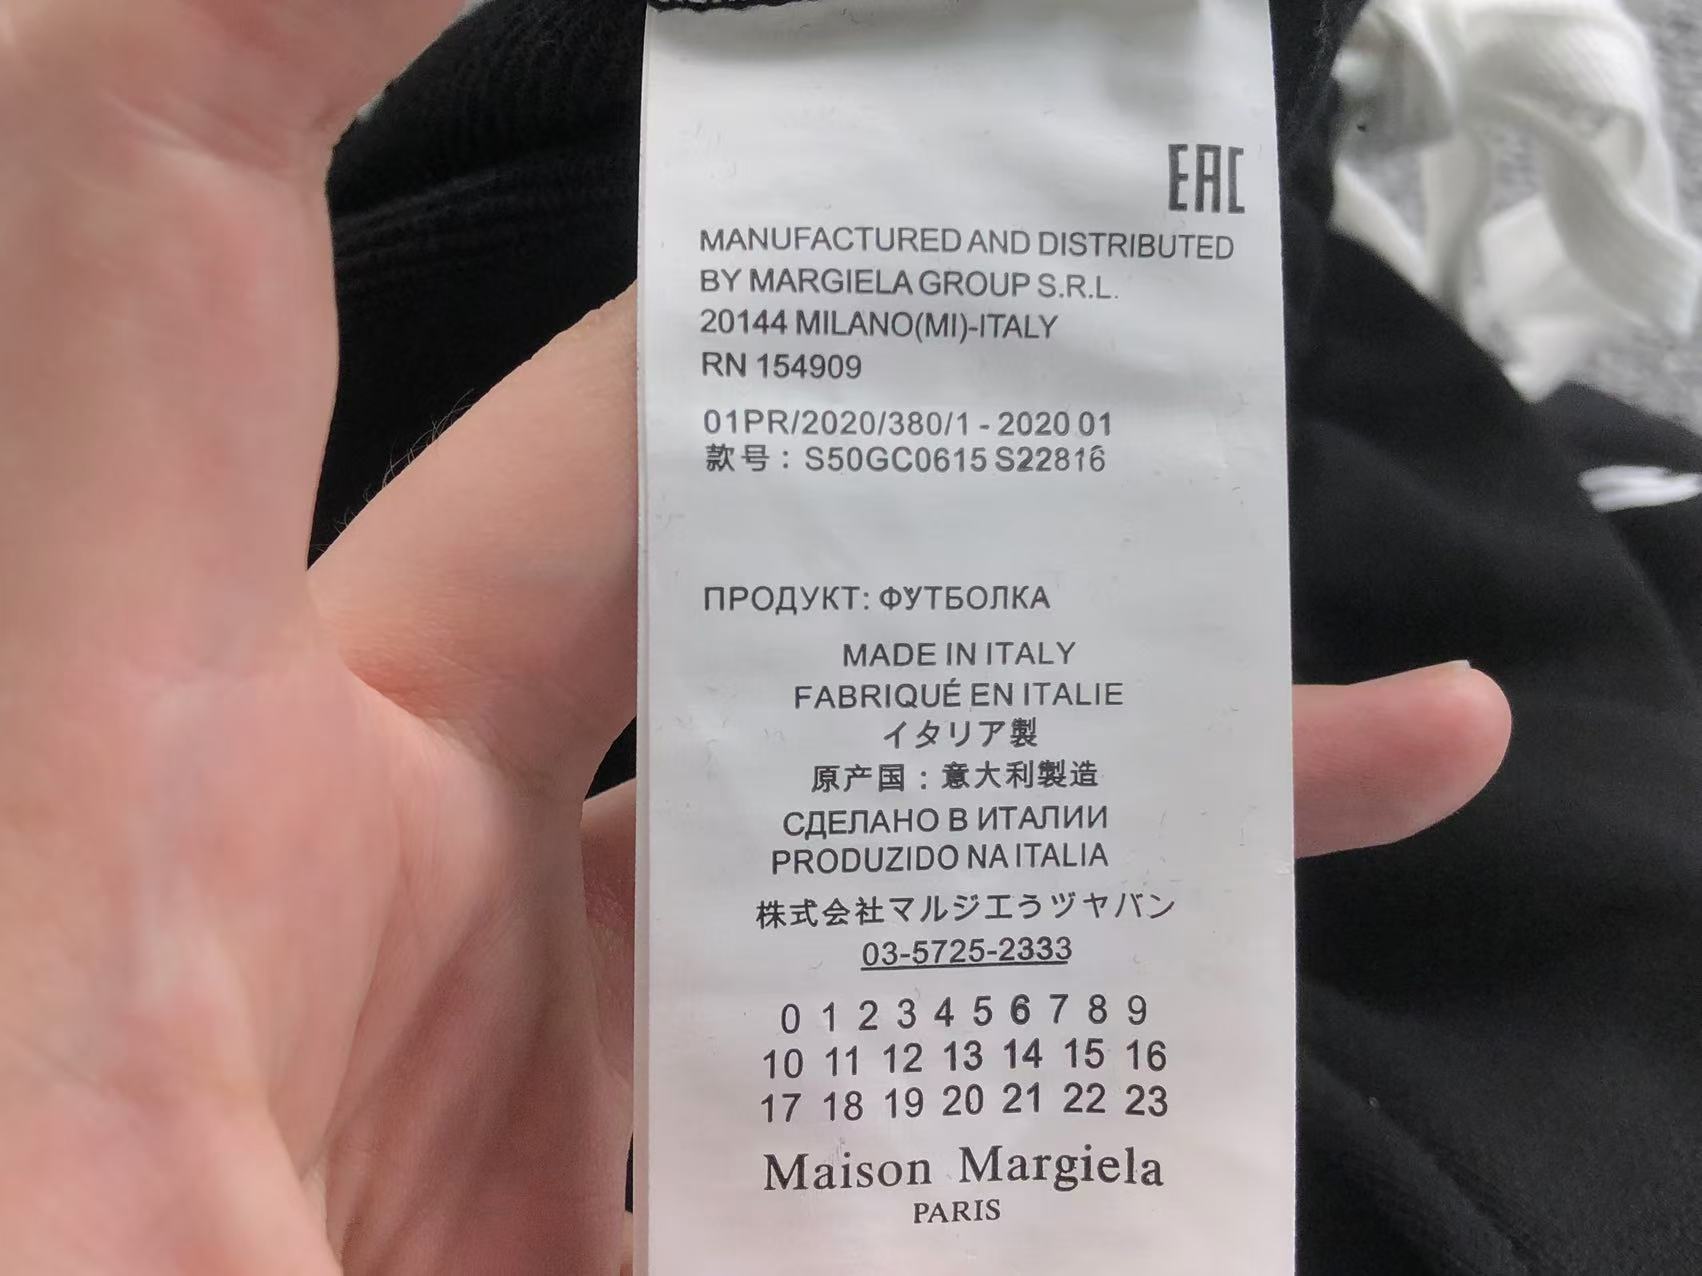 EAC
MANUFACTURED AND DISTRIBUTED
BY MARGIELA GROUP S.R.L.
20144 MILANO(MI)-ITALY
RN 154909
01PR/2020/380/1 - 2020 01
款号：S50GC0615 S22816
ПРОДУКТ: ФУТБОЛКА
MADE IN ITALY
FABRIQUÉ EN ITALIE
イタリア製
原产国：意大利製造
СДЕЛАНО В ИТАЛИИ
PRODUZIDO NA ITALIA
株式会社マルジエうヅヤバン
03-5725-2333
0 1 2 3 4 5 6 7 8 9
10 11 12 13 14 15 16
17 18 19 20 21 22 23
Maison Margiela
PARIS